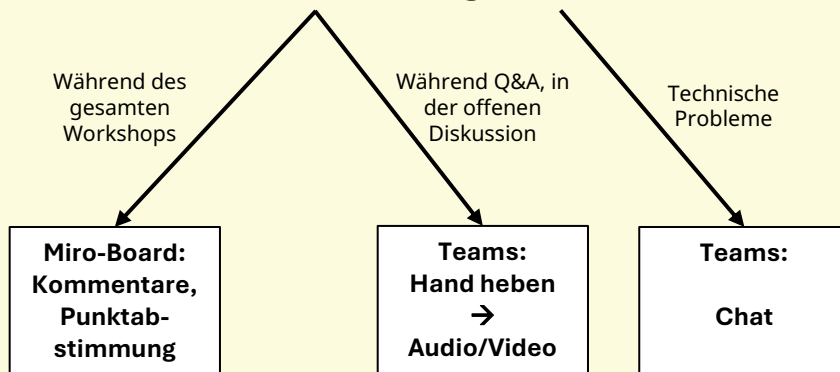 Während des
gesamten
Workshops
Während Q&A, in
der offenen
Diskussion
Technische
Probleme
Miro-Board:
Kommentare,
Punktab-
stimmung
Teams:
Hand heben
→
Audio/Video
Teams:
Chat